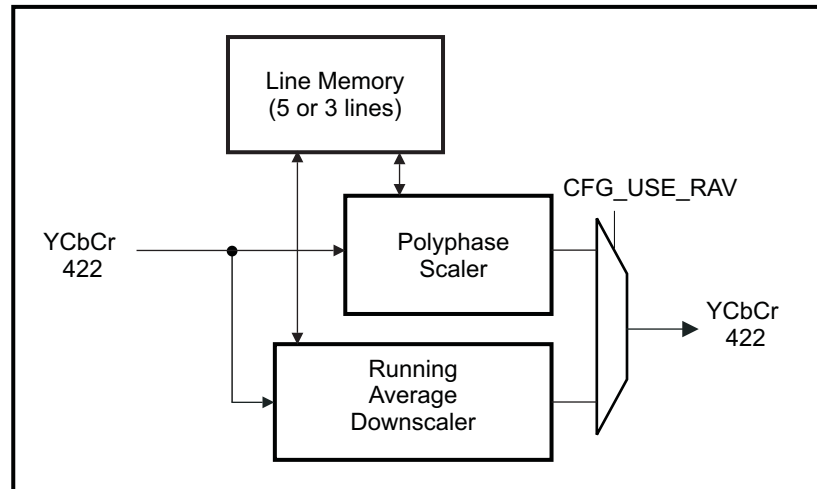 Line Memory
(5 or 3 lines)
CFG_USE_RAV
YCbCr
422
Polyphase
Scaler
YCbCr
422
Running
Average
Downscaler